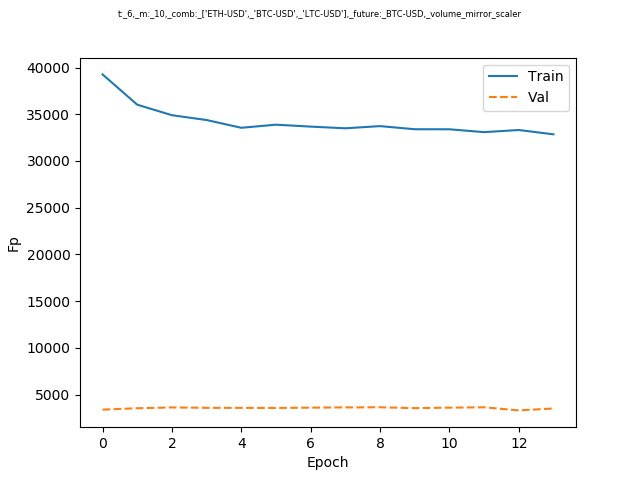 t:_6,_m:_10,_comb:_['ETH-USD',_'BTC-USD',_'LTC-USD'],_future:_BTC-USD,_volume_mirror_scaler
Train
Val
40000
35000
30000
25000
20000
15000
10000
5000
Fp
0 2 4 6 8 10 12
Epoch